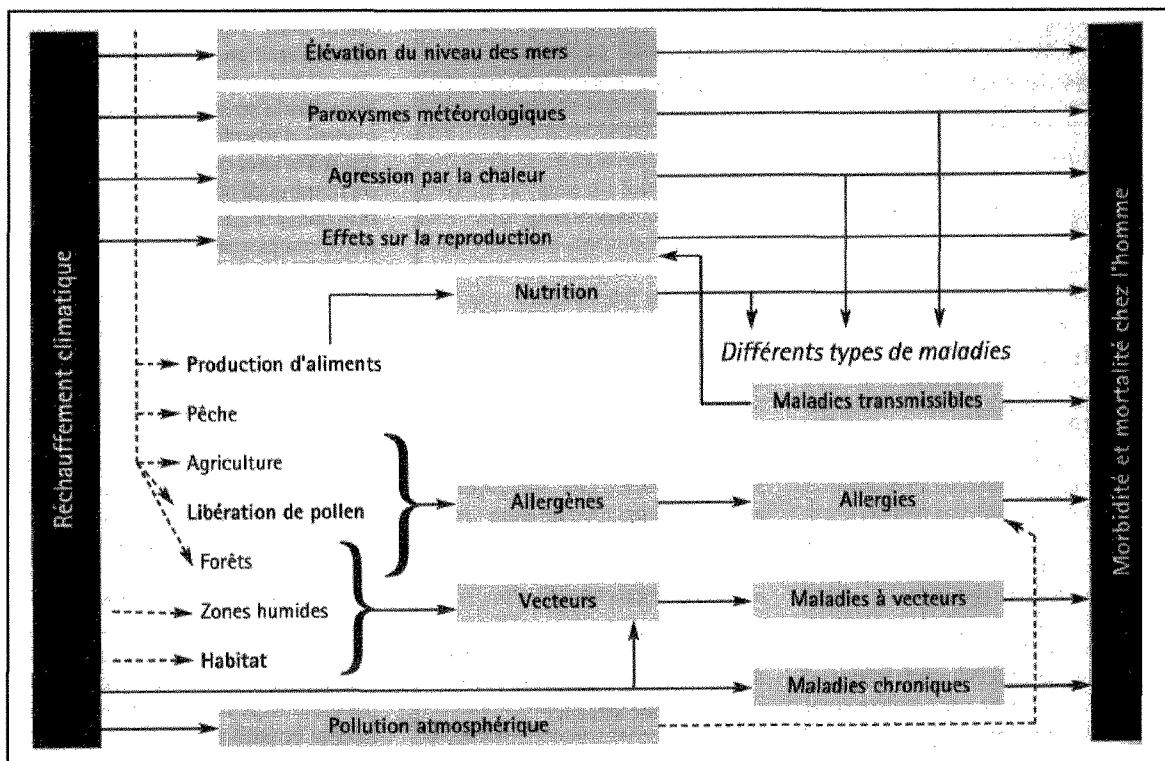 Réchauffement climatique
Élévation du niveau des mers
Paroxysmes météorologiques
Agression par la chaleur
Effets sur la reproduction
Nutrition
Différents types de maladies
Production d'aliments
Maladies transmissibles
Pêche
Agriculture
Libération de pollen
Allergènes
Allergies
Forêts
Zones humides
Vecteurs
Maladies à vecteurs
Habitat
Maladies chroniques
Pollution atmosphérique
Morbidité et mortalité chez l'homme